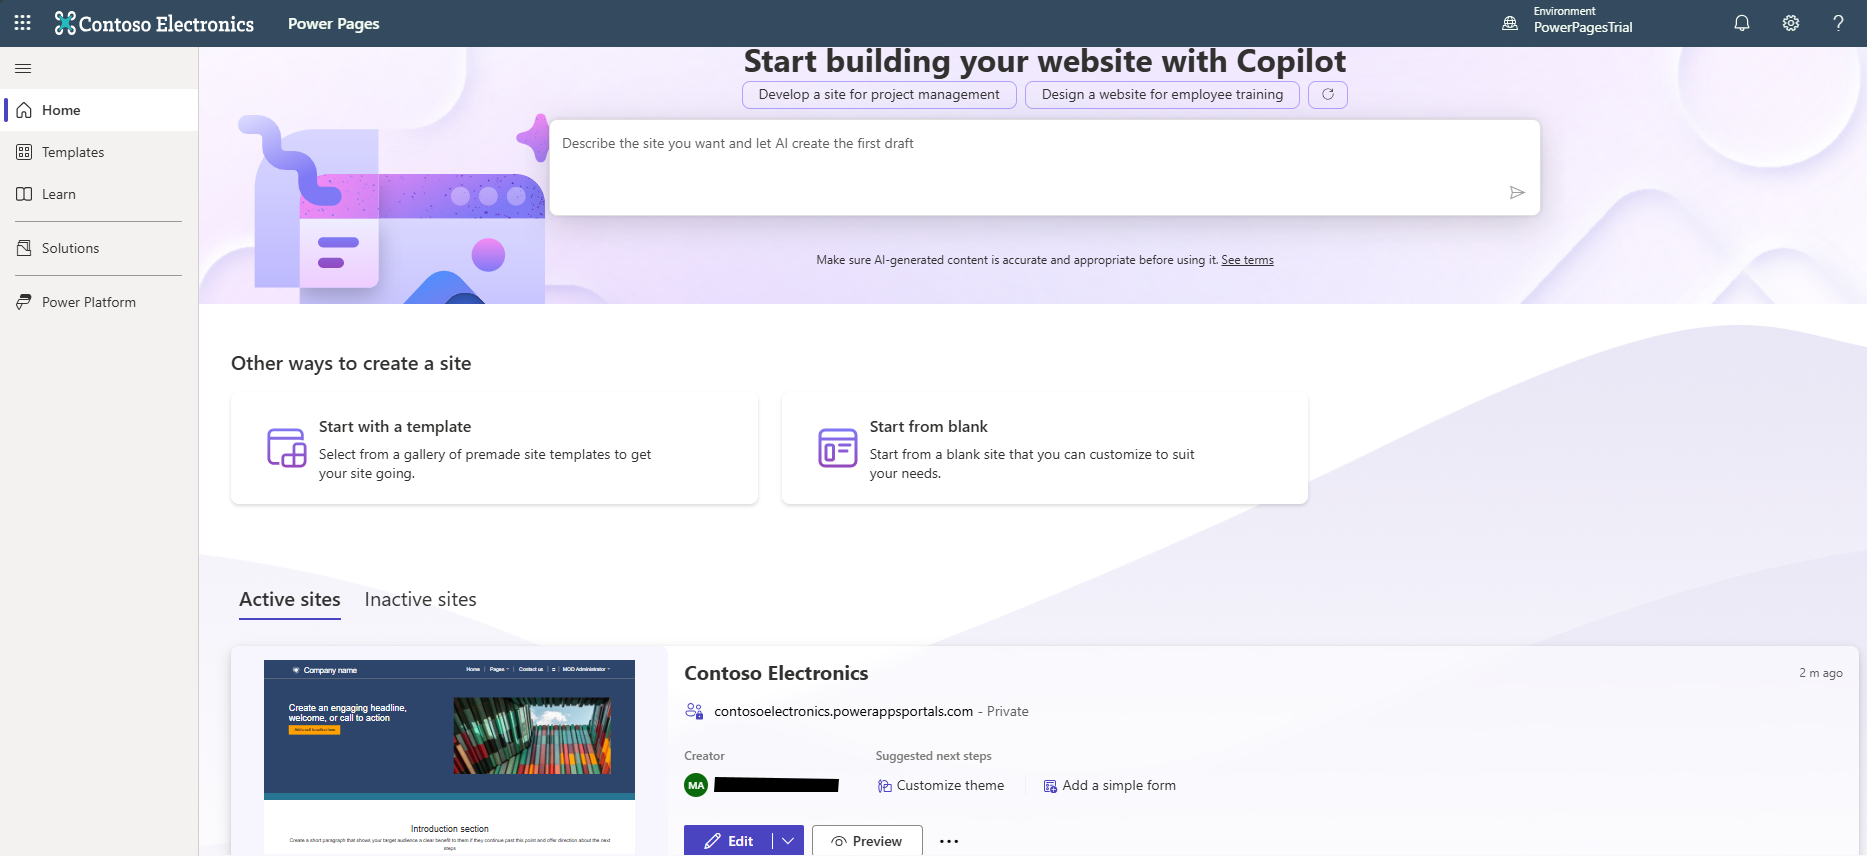 Contoso Electronics
Power Pages
Environment
PowerPagesTrial
Home
Templates
Learn
Solutions
Power Platform
Start building your website with Copilot
Develop a site for project management
Design a website for employee training
Describe the site you want and let AI create the first draft
Make sure AI-generated content is accurate and appropriate before using it. See terms
Other ways to create a site
Start with a template
Select from a gallery of premade site templates to get
your site going.
Start from blank
Start from a blank site that you can customize to suit
your needs.
Active sites
Inactive sites
Company name
Home
Pages
Contact us
MOD Administrator
Create an engaging headline,
welcome, or call to action
Introduction section
Create a short paragraph that shows your target audience a clear benefit to them if they continue past this point and offer direction about the next
steps
Contoso Electronics
2 m ago
contosoelectronics.powerappsportals.com - Private
Creator
MA
Suggested next steps
Customize theme
Add a simple form
Edit
Preview